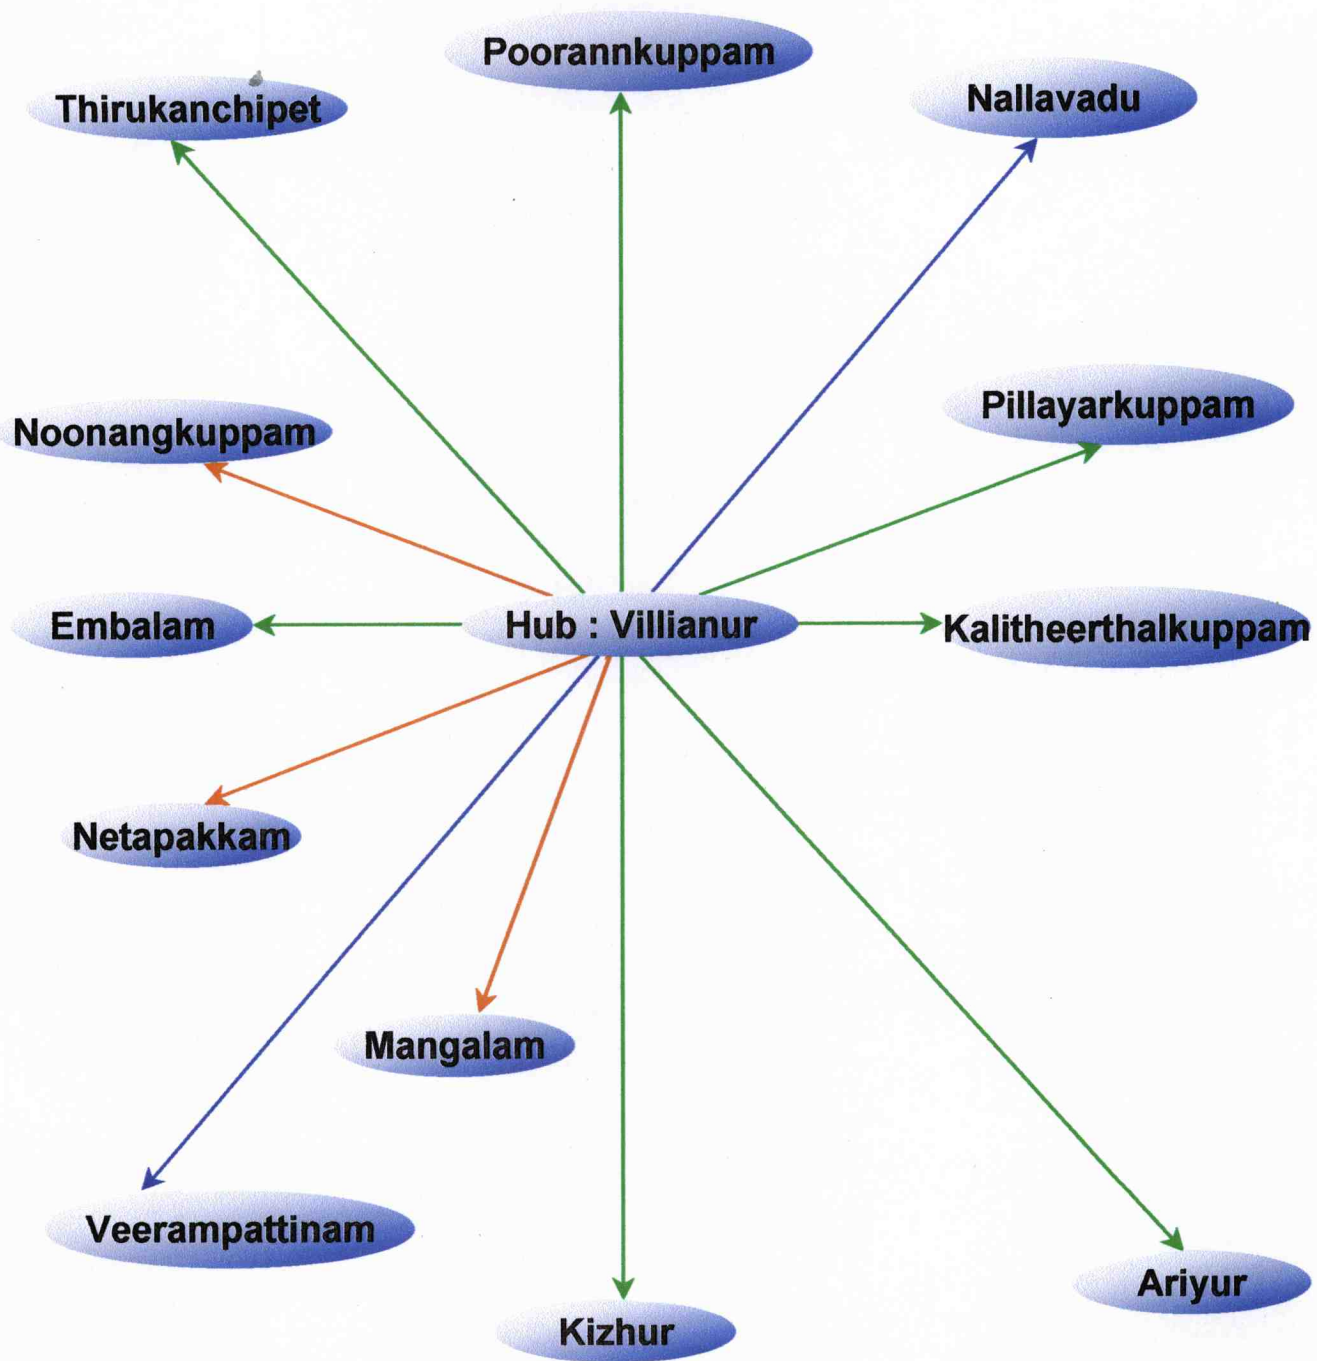 Poorannkuppam
Thirukanchipet
Nallavadu
Pillayarkuppam
Noonangkuppam
Embalam
Hub : Villianur
Kalitheerthalkuppam
Netapakkam
Mangalam
Veerampattinam
Ariyur
Kizhur